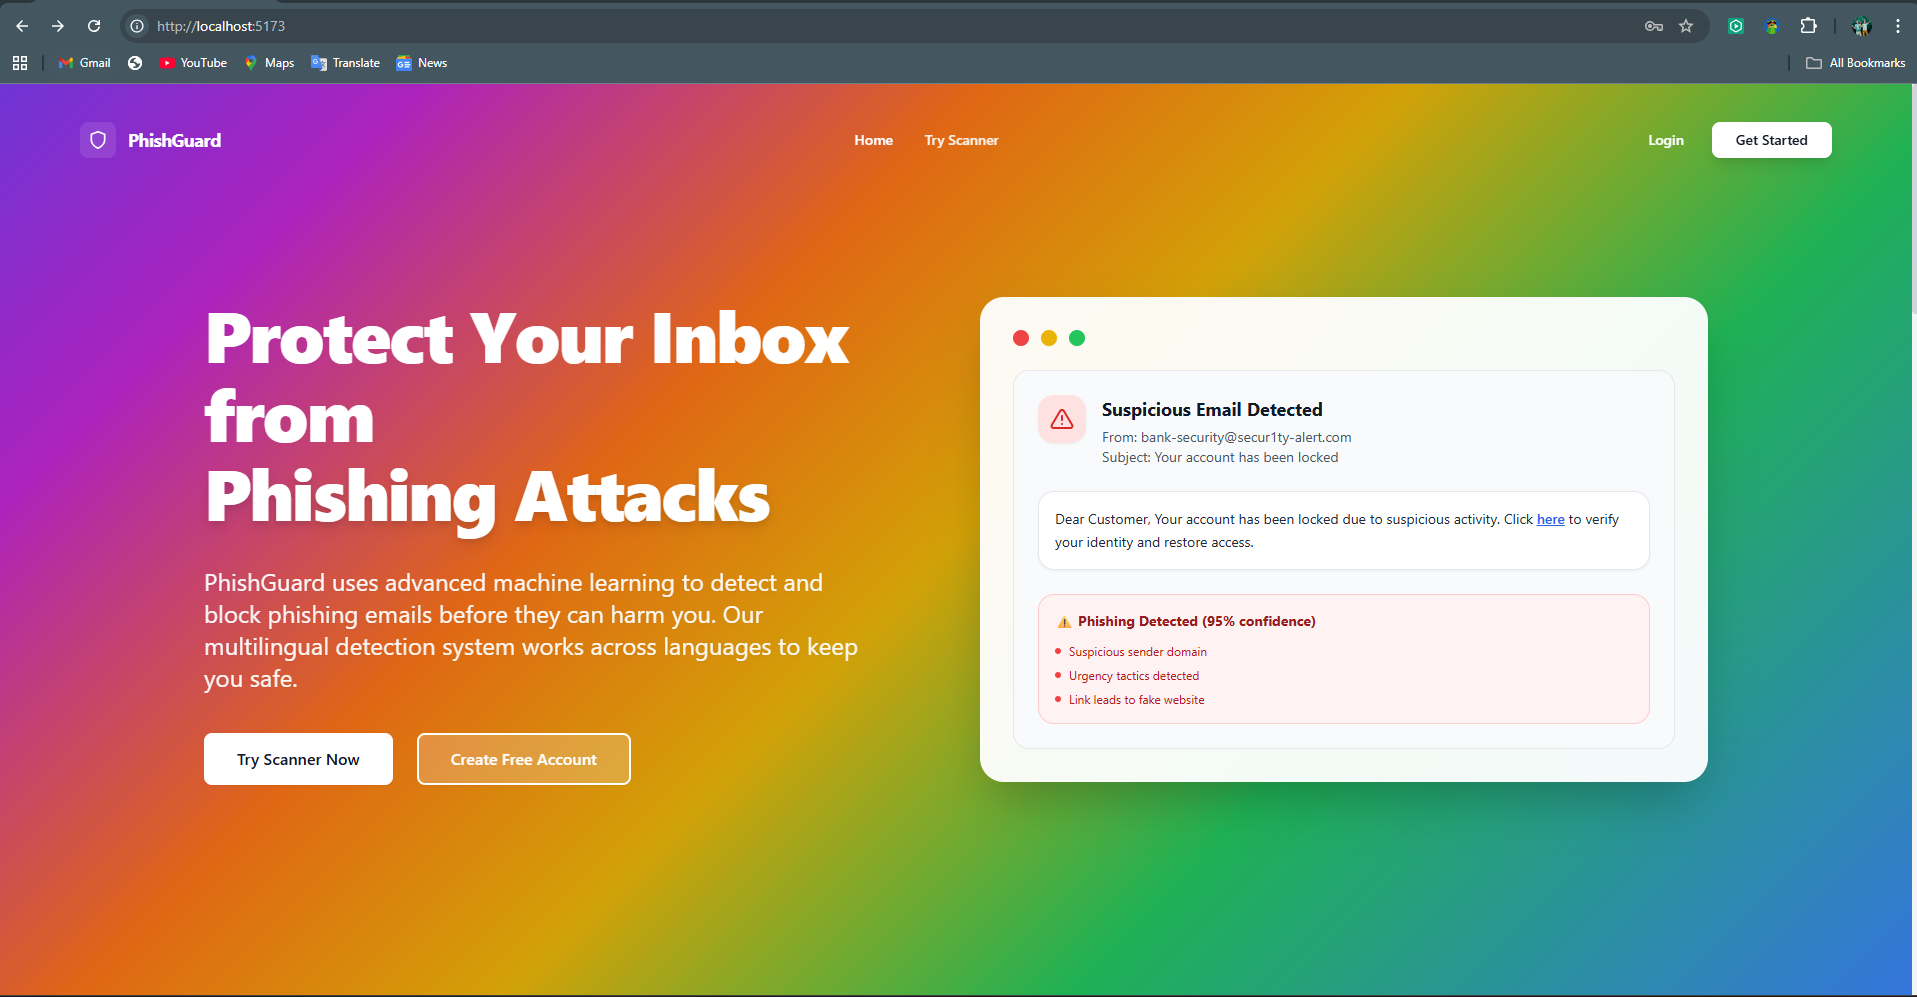 http://localhost:5173
Gmail
YouTube
Maps
Translate
News
All Bookmarks
PhishGuard
Home
Try Scanner
Login
Get Started
Protect Your Inbox
from
Phishing Attacks
PhishGuard uses advanced machine learning to detect and
block phishing emails before they can harm you. Our
multilingual detection system works across languages to keep
you safe.
Try Scanner Now
Create Free Account
Suspicious Email Detected
From: bank-security@secur1ty-alert.com
Subject: Your account has been locked
Dear Customer, Your account has been locked due to suspicious activity. Click here to verify
your identity and restore access.
Phishing Detected (95% confidence)
Suspicious sender domain
Urgency tactics detected
Link leads to fake website